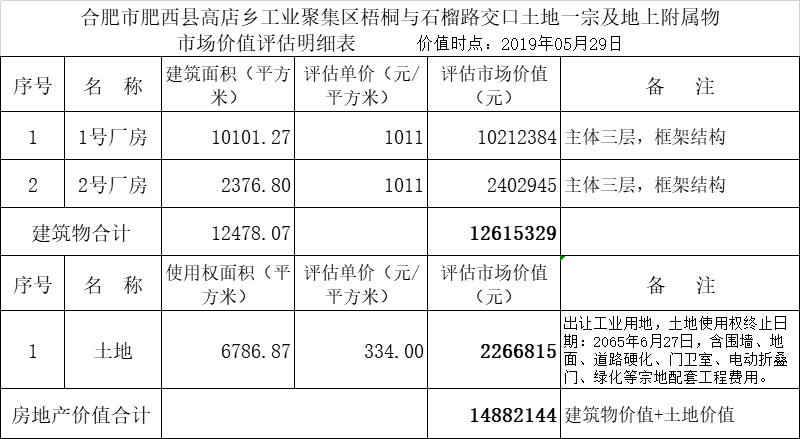 合肥市肥西县高店乡工业聚集区梧桐与石榴路交口土地一宗及地上附属物
市场价值评估明细表 价值时点：2019年05月29日
序号 名 称 建筑面积（平方米） 评估单价（元/平方米） 评估市场价值（元） 备 注
1 1号厂房 10101.27 1011 10212384 主体三层，框架结构
2 2号厂房 2376.80 1011 2402945 主体三层，框架结构
建筑物合计 12478.07 12615329
序号 名 称 使用权面积（平方米） 评估单价（元/平方米） 评估市场价值（元） 备 注
1 土地 6786.87 334.00 2266815 出让工业用地，土地使用权终止日
期：2065年6月27日，含围墙、地
面、道路硬化、门卫室、电动折叠
门、绿化等宗地配套工程费用。
房地产价值合计 14882144 建筑物价值+土地价值